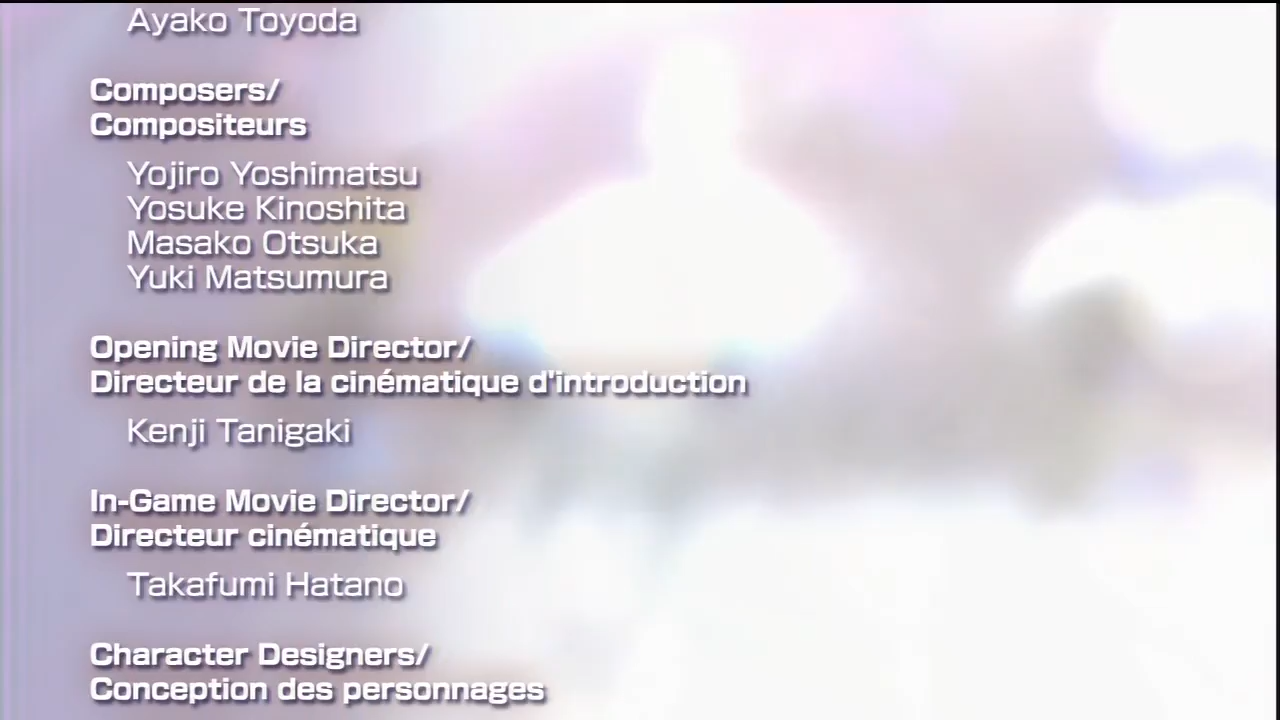 Ayako Toyoda
Composers/
Compositeurs
Yojiro Yoshimatsu
Yosuke Kinoshita
Masako Otsuka
Yuki Matsumura
Opening Movie Director/
Directeur de la cinématique d'introduction
Kenji Tanigaki
In-Game Movie Director/
Directeur cinématique
Takafumi Hatano
Character Designers/
Conception des personnages